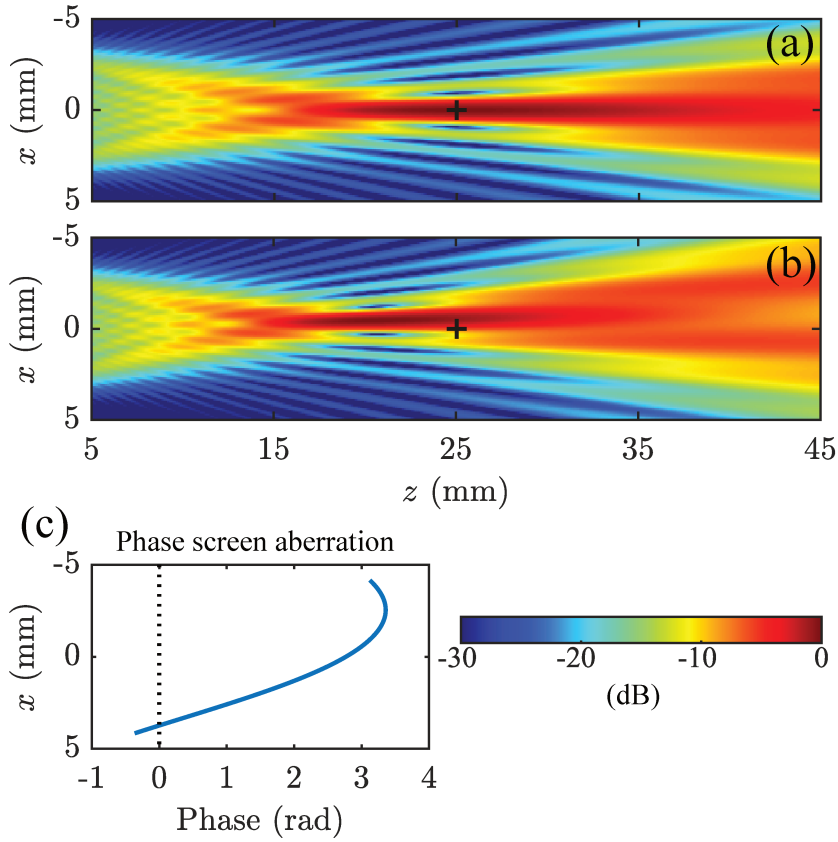 -5
(a)
x (mm)
0
5
-5
(b)
x (mm)
0
5
5 15 25 35 45
z (mm)
(c)
Phase screen aberration
-5
x (mm)
0
5
-1 0 1 2 3 4
Phase (rad)
-30 -20 -10 0
(dB)